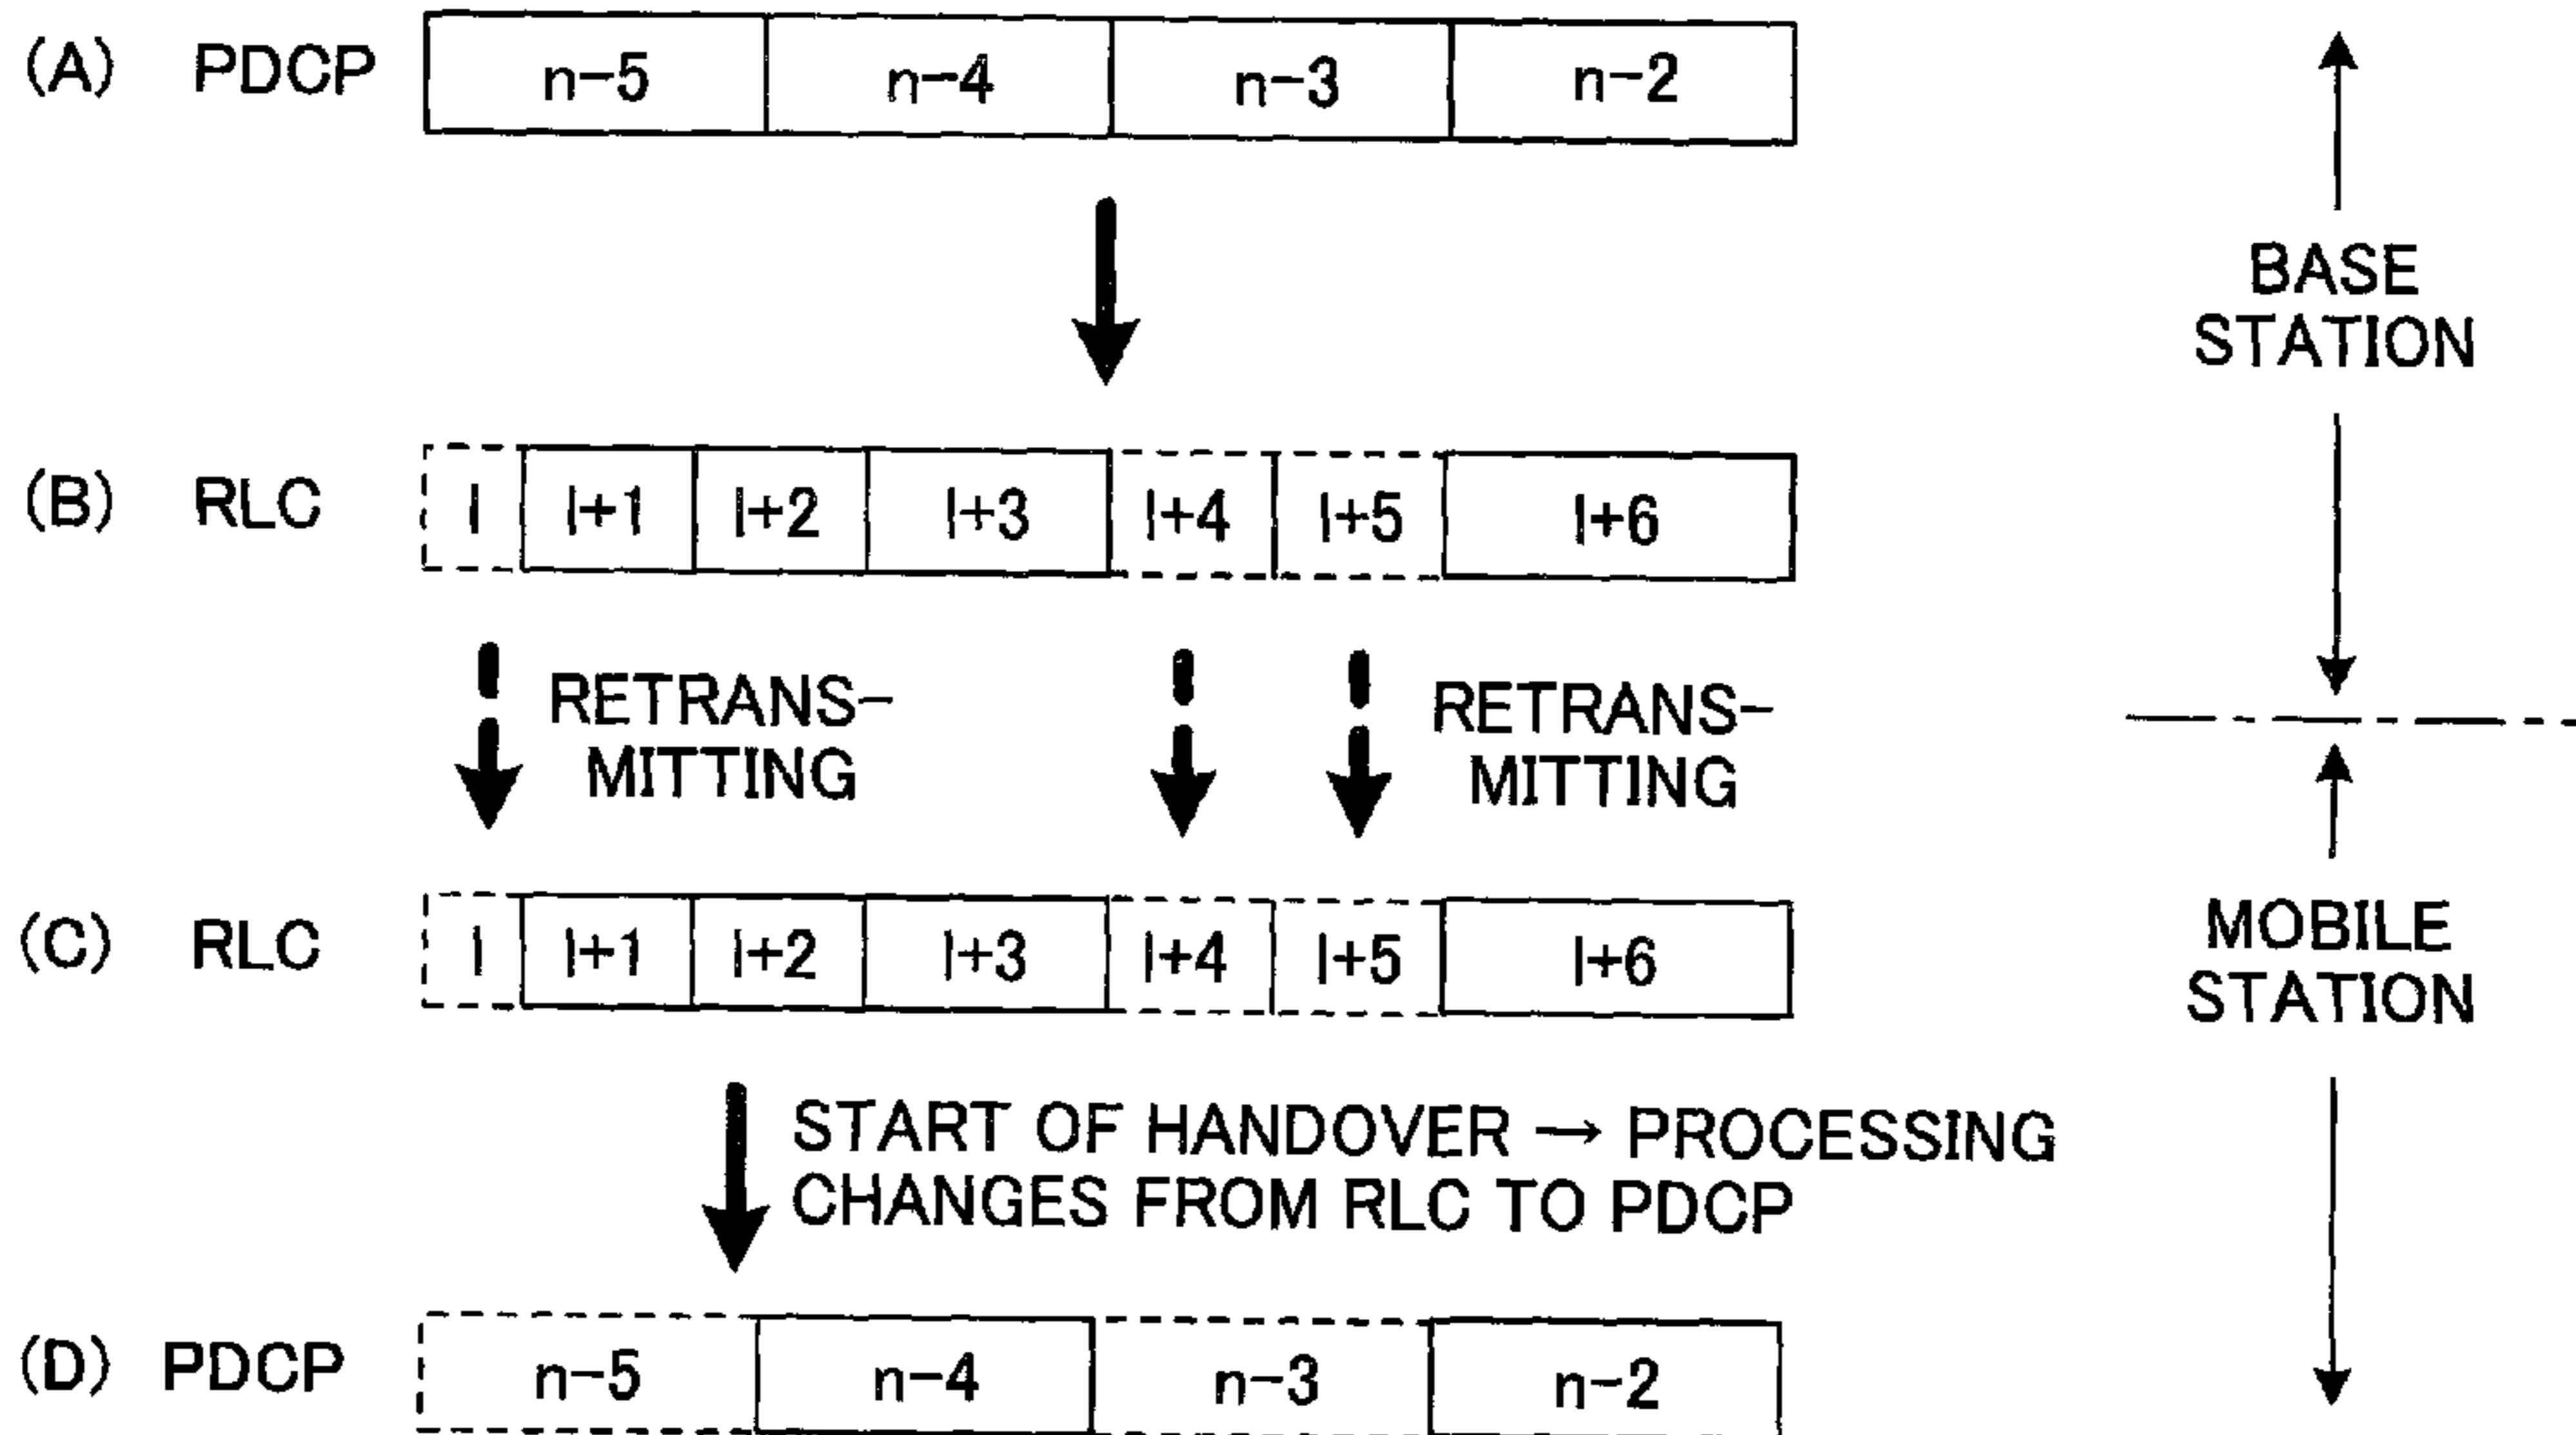 (A) PDCP n-5 n-4 n-3 n-2
BASE
STATION
(B) RLC l l+1 l+2 l+3 l+4 l+5 l+6
RETRANS-
MITTING
RETRANS-
MITTING
(C) RLC l l+1 l+2 l+3 l+4 l+5 l+6
MOBILE
STATION
START OF HANDOVER → PROCESSING
CHANGES FROM RLC TO PDCP
(D) PDCP n-5 n-4 n-3 n-2